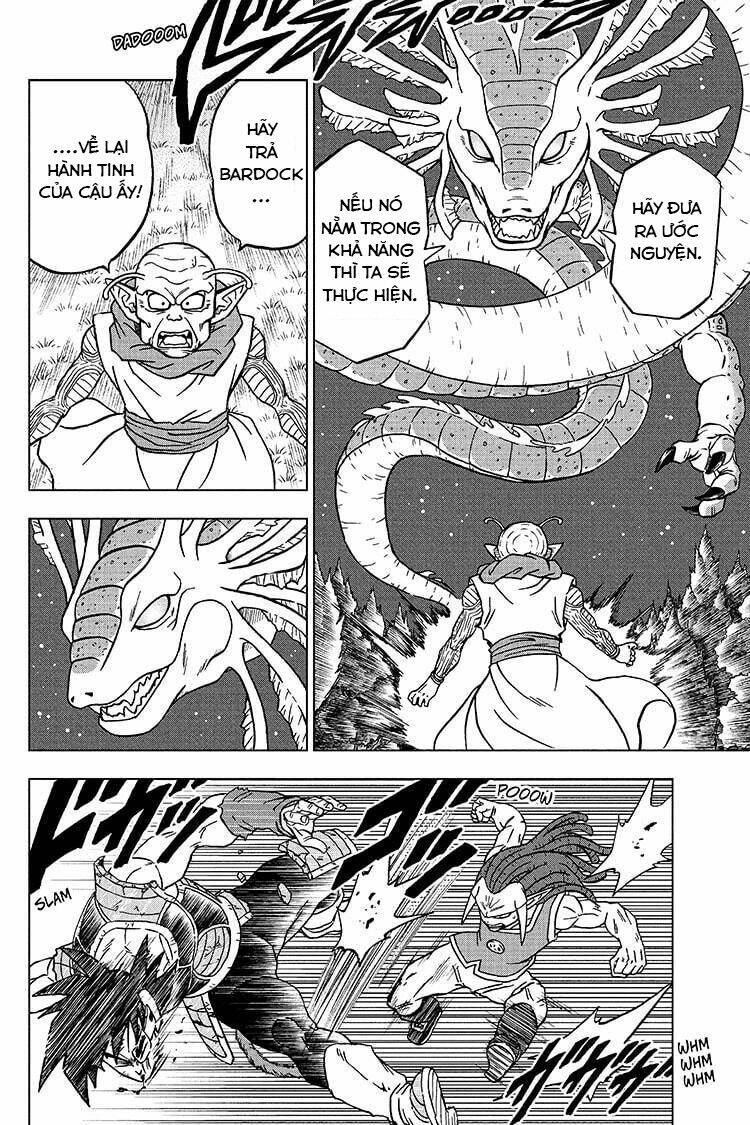 DADOOOM
HÃY ĐƯA
RA ƯỚC
NGUYỆN.
NẾU NÓ
NẰM TRONG
KHẢ NĂNG
THÌ TA SẼ
THỰC HIỆN.
HÃY
TRẢ
BARDOCK
...
....VỀ LẠI
HÀNH TINH
CỦA CẬU ẤY!
POOOW
SLAM
WHM
WHM
WHM